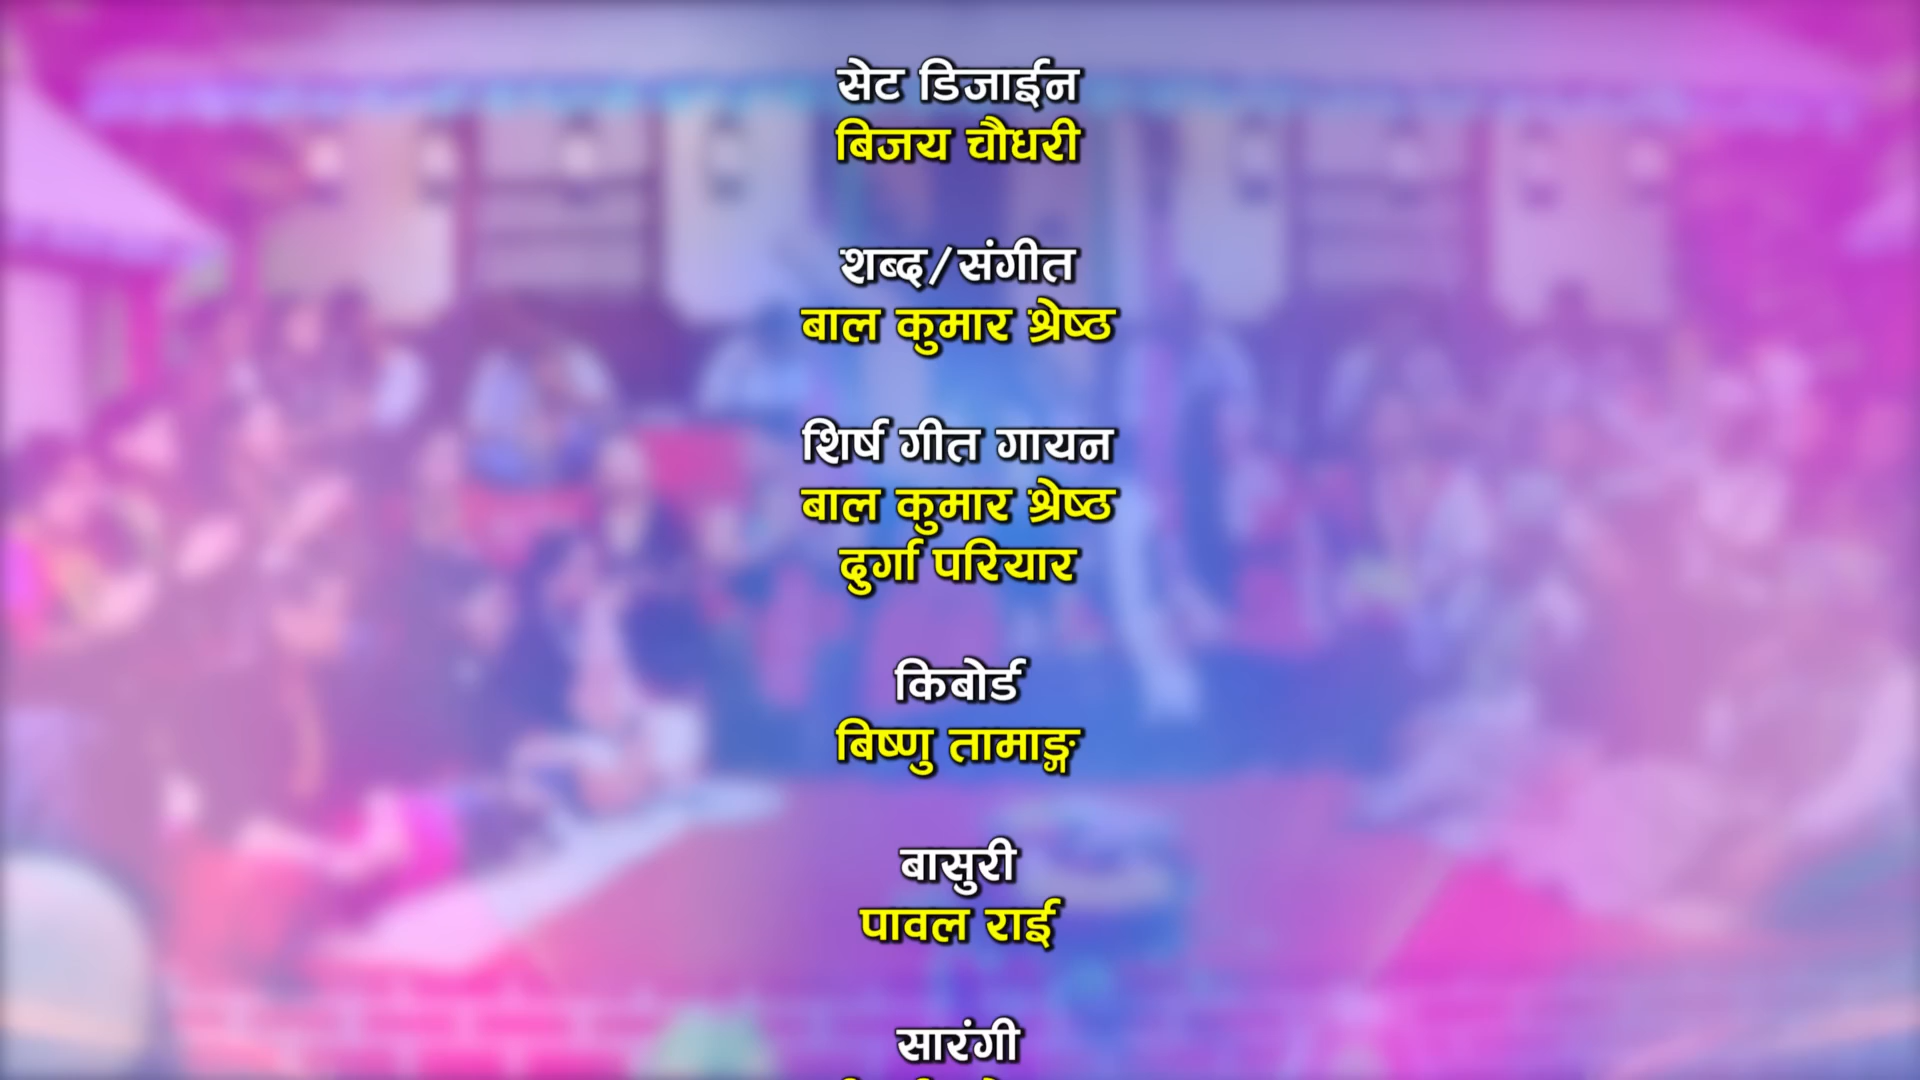 सेट डिजाईन
बिजय चौधरी
शब्द/संगीत
बाल कुमार श्रेष्ठ
शिर्ष गीत गायन
बाल कुमार श्रेष्ठ
दुर्गा परियार
किबोर्ड
बिष्णु तामाङ्ग
बासुरी
पावल राई
सारंगी